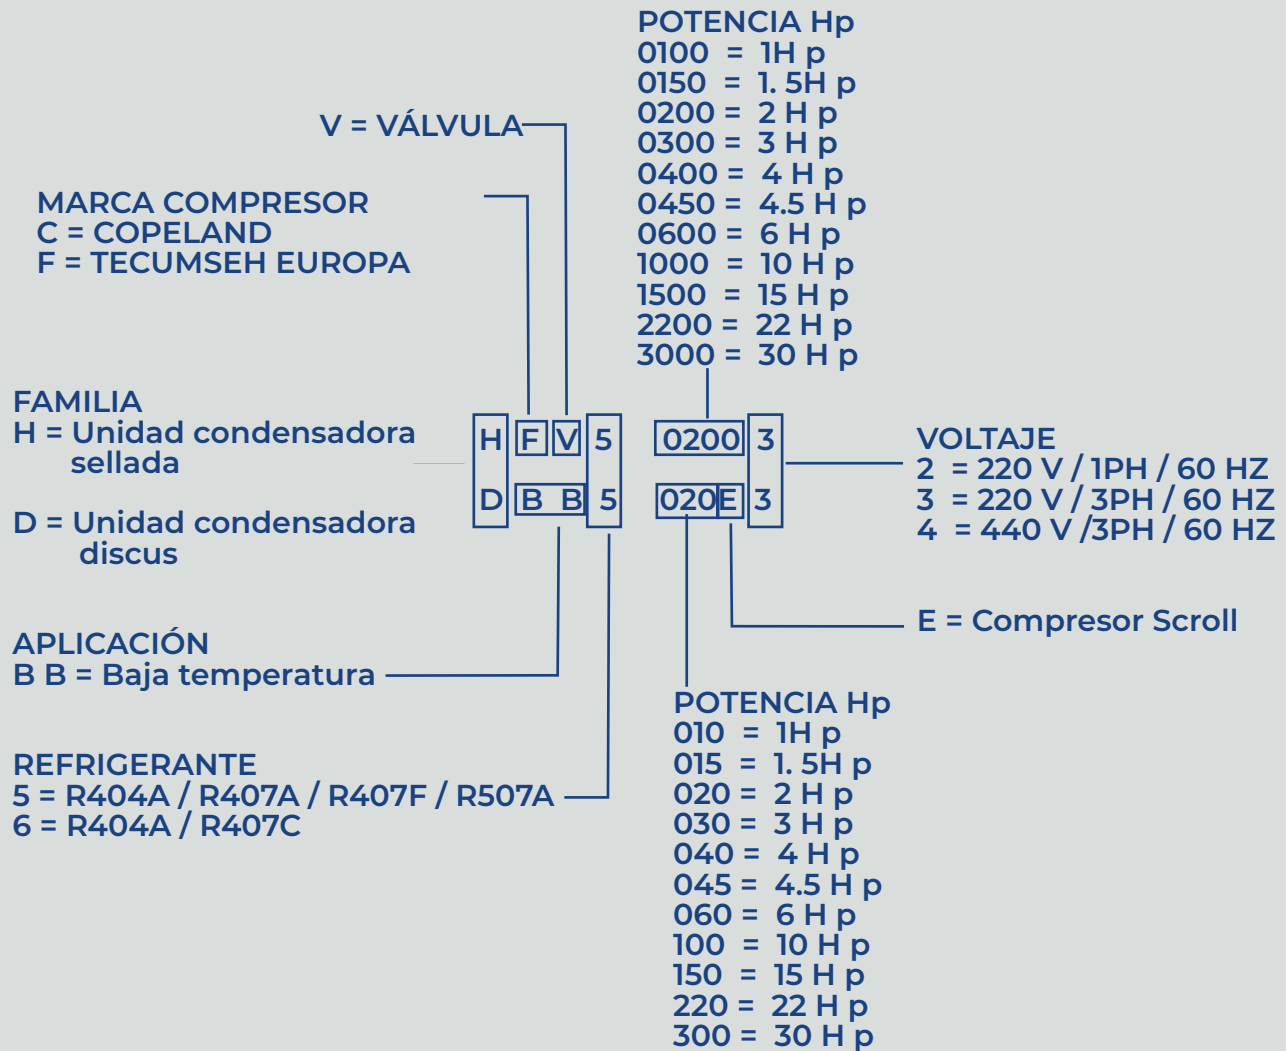 POTENCIA Hp
0100 = 1H p
0150 = 1. 5H p
0200 = 2 H p
0300 = 3 H p
0400 = 4 H p
0450 = 4.5 H p
0600 = 6 H p
1000 = 10 H p
1500 = 15 H p
2200 = 22 H p
3000 = 30 H p
V = VÁLVULA
MARCA COMPRESOR
C = COPELAND
F = TECUMSEH EUROPA
FAMILIA
H = Unidad condensadora
sellada
D = Unidad condensadora
discus
H F V 5 0200 3
D B B 5 020 E 3
VOLTAJE
2 = 220 V / 1PH / 60 HZ
3 = 220 V / 3PH / 60 HZ
4 = 440 V /3PH / 60 HZ
E = Compresor Scroll
APLICACIÓN
B B = Baja temperatura
REFRIGERANTE
5 = R404A / R407A / R407F / R507A
6 = R404A / R407C
POTENCIA Hp
010 = 1H p
015 = 1. 5H p
020 = 2 H p
030 = 3 H p
040 = 4 H p
045 = 4.5 H p
060 = 6 H p
100 = 10 H p
150 = 15 H p
220 = 22 H p
300 = 30 H p